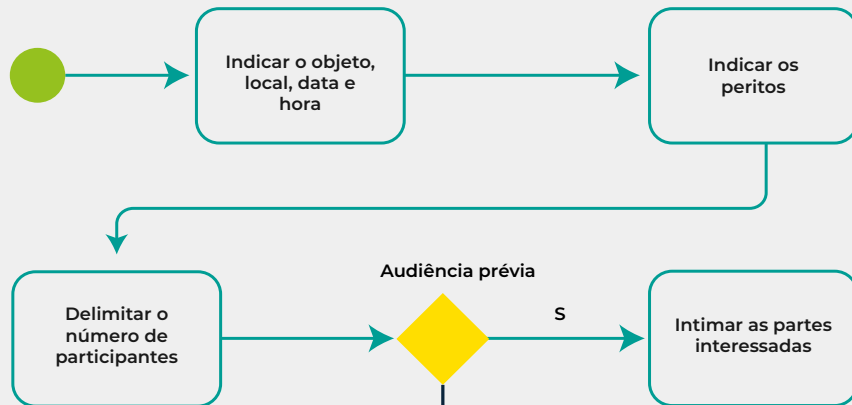 Indicar o objeto,
local, data e
hora
Indicar os
peritos
Delimitar o
número de
participantes
Audiência prévia
S
Intimar as partes
interessadas